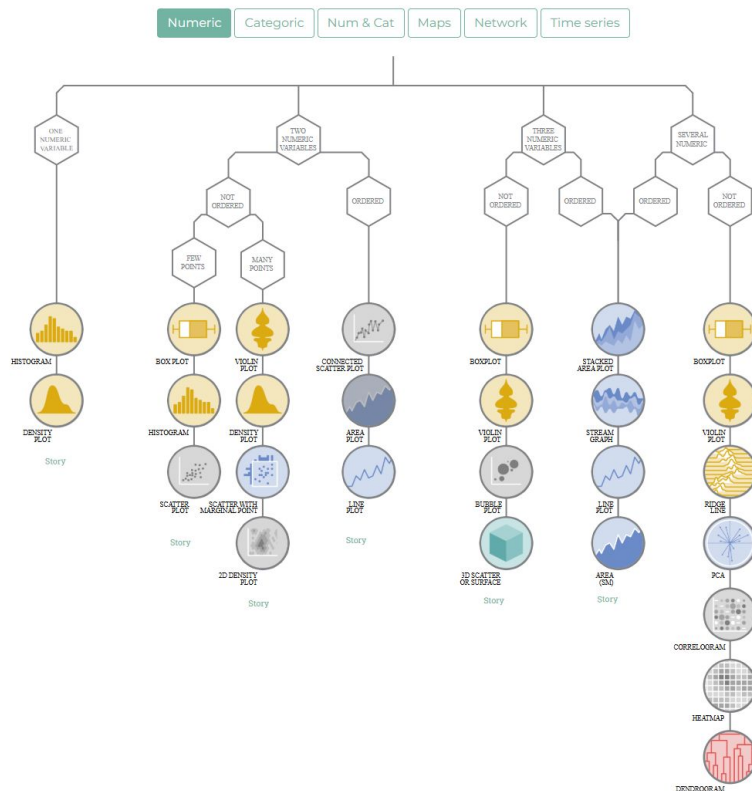 Numeric
Categoric
Num & Cat
Maps
Network
Time series
ONE
NUMERIC
VARIABLE
TWO
NUMERIC
VARIABLES
THREE
NUMERIC
VARIABLES
SEVERAL
NUMERIC
NOT
ORDERED
ORDERED
NOT
ORDERED
ORDERED
ORDERED
NOT
ORDERED
FEW
POINTS
MANY
POINTS
HISTOGRAM
BOX PLOT
VIOLIN
PLOT
CONNECTED
SCATTER PLOT
BOXPLOT
STACKED
AREA PLOT
BOXPLOT
DENSITY
PLOT
HISTOGRAM
DENSITY
PLOT
AREA
PLOT
VIOLIN
PLOT
STREAM
GRAPH
VIOLIN
PLOT
Story
SCATTER
PLOT
SCATTER WITH
MARGINAL POINT
LINE
PLOT
BUBBLE
PLOT
LINE
PLOT
RIDGE
LINE
Story
Story
2D DENSITY
PLOT
3D SCATTER
OR SURFACE
AREA
(SM)
PCA
Story
Story
Story
CORRELOGRAM
HEATMAP
DENDROGRAM